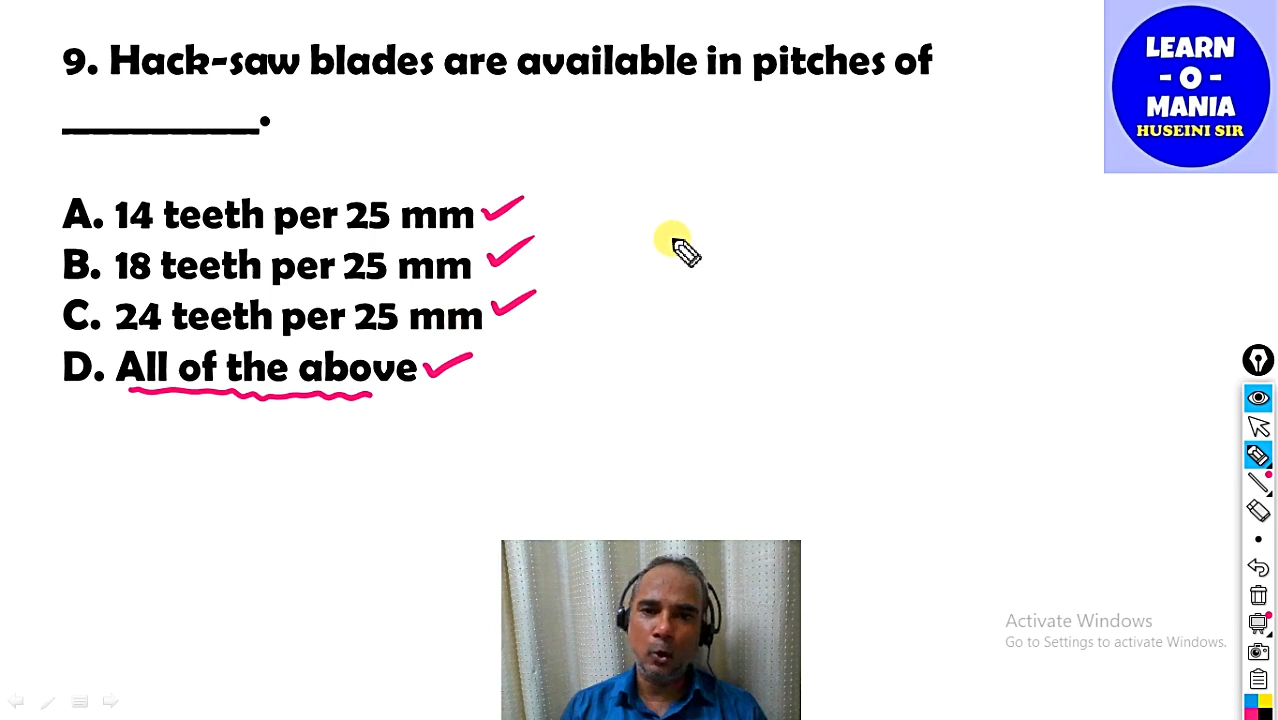 9. Hack-saw blades are available in pitches of
__________.
A. 14 teeth per 25 mm
B. 18 teeth per 25 mm
C. 24 teeth per 25 mm
D. All of the above
LEARN
- O -
MANIA
HUSEINI SIR
Activate Windows
Go to Settings to activate Windows.